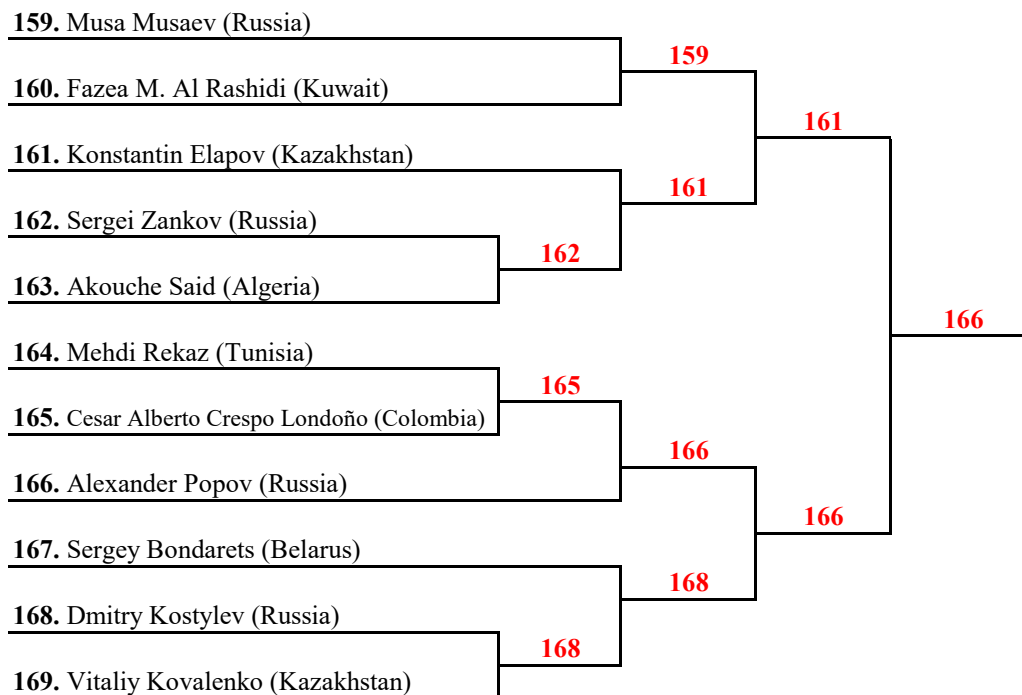 159. Musa Musaev (Russia)
159
160. Fazea M. Al Rashidi (Kuwait)
161
161. Konstantin Elapov (Kazakhstan)
161
162. Sergei Zankov (Russia)
162
163. Akouche Said (Algeria)
166
164. Mehdi Rekaz (Tunisia)
165
165. Cesar Alberto Crespo Londoño (Colombia)
166
166. Alexander Popov (Russia)
166
167. Sergey Bondarets (Belarus)
168
168. Dmitry Kostylev (Russia)
168
169. Vitaliy Kovalenko (Kazakhstan)